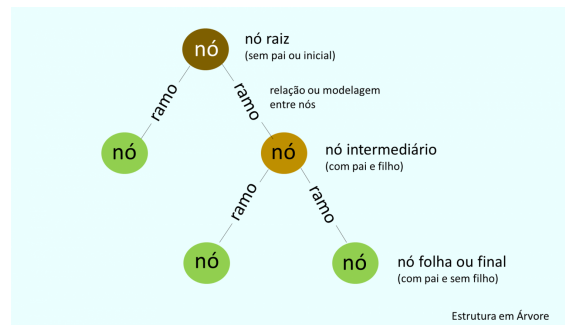 nó
nó raiz
(sem pai ou inicial)
ramo
ramo
relação ou modelagem
entre nós
nó
nó
nó intermediário
(com pai e filho)
ramo
ramo
nó
nó
nó folha ou final
(com pai e sem filho)
Estrutura em Árvore